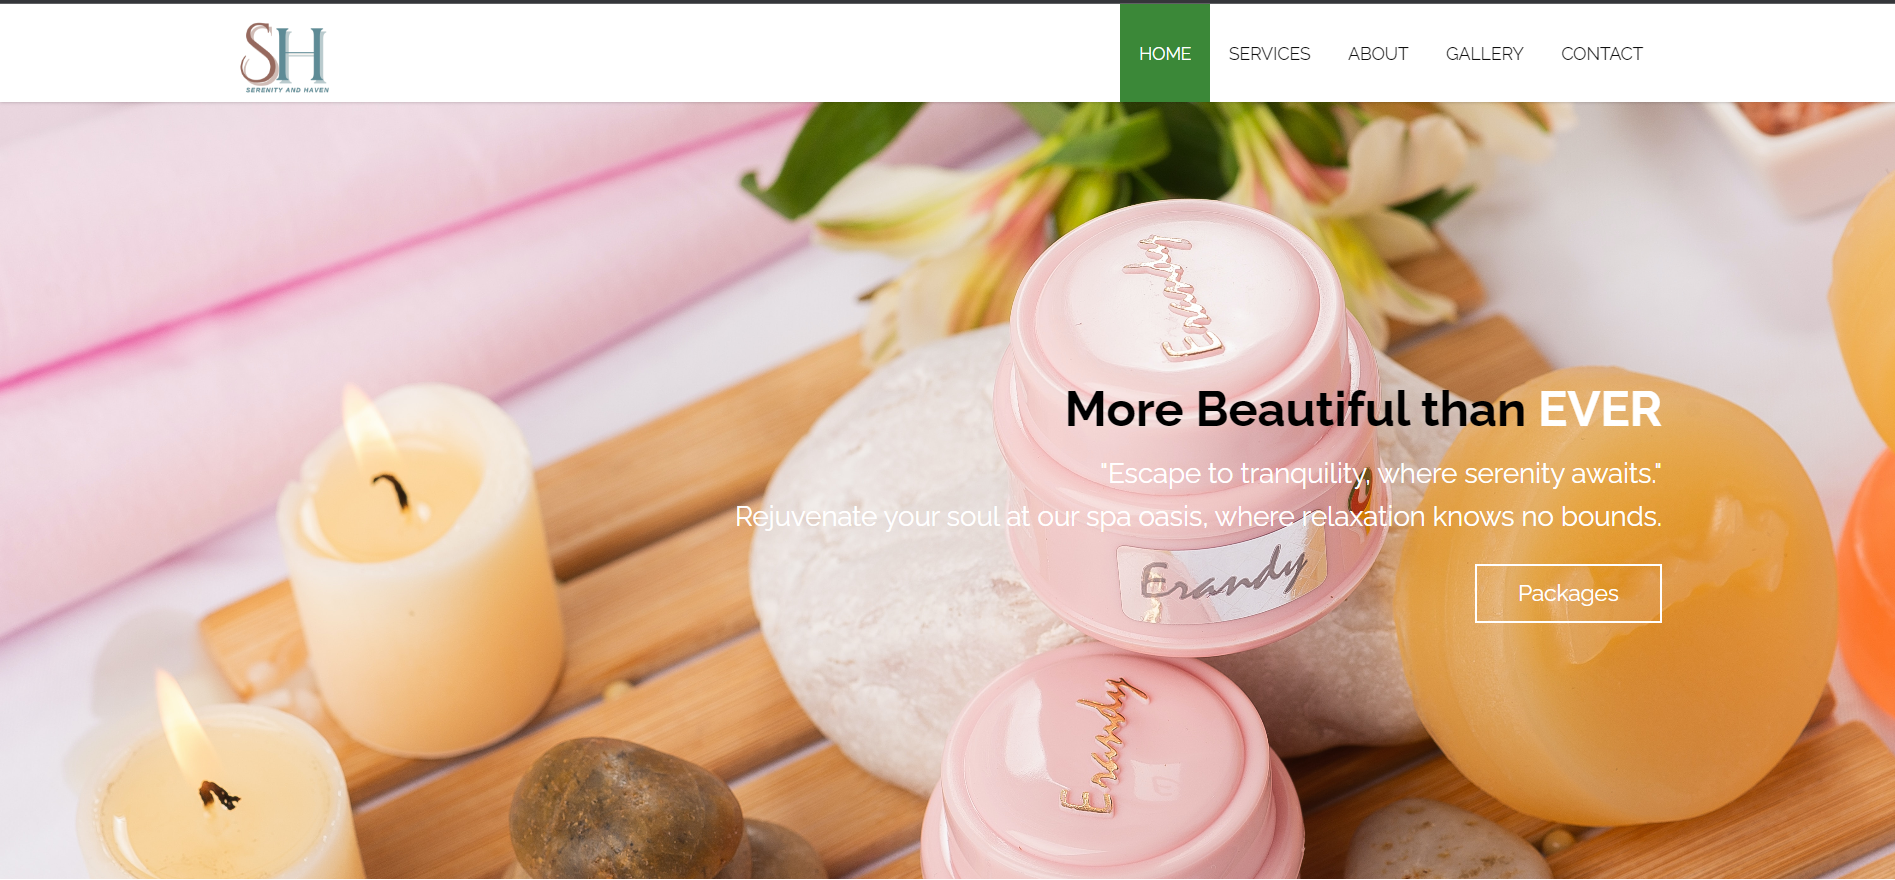 SH
SERENITY AND HAVEN
HOME SERVICES ABOUT GALLERY CONTACT
Erandy
More Beautiful than EVER
"Escape to tranquility, where serenity awaits."
Rejuvenate your soul at our spa oasis, where relaxation knows no bounds.
Erandy
Packages
Erandy